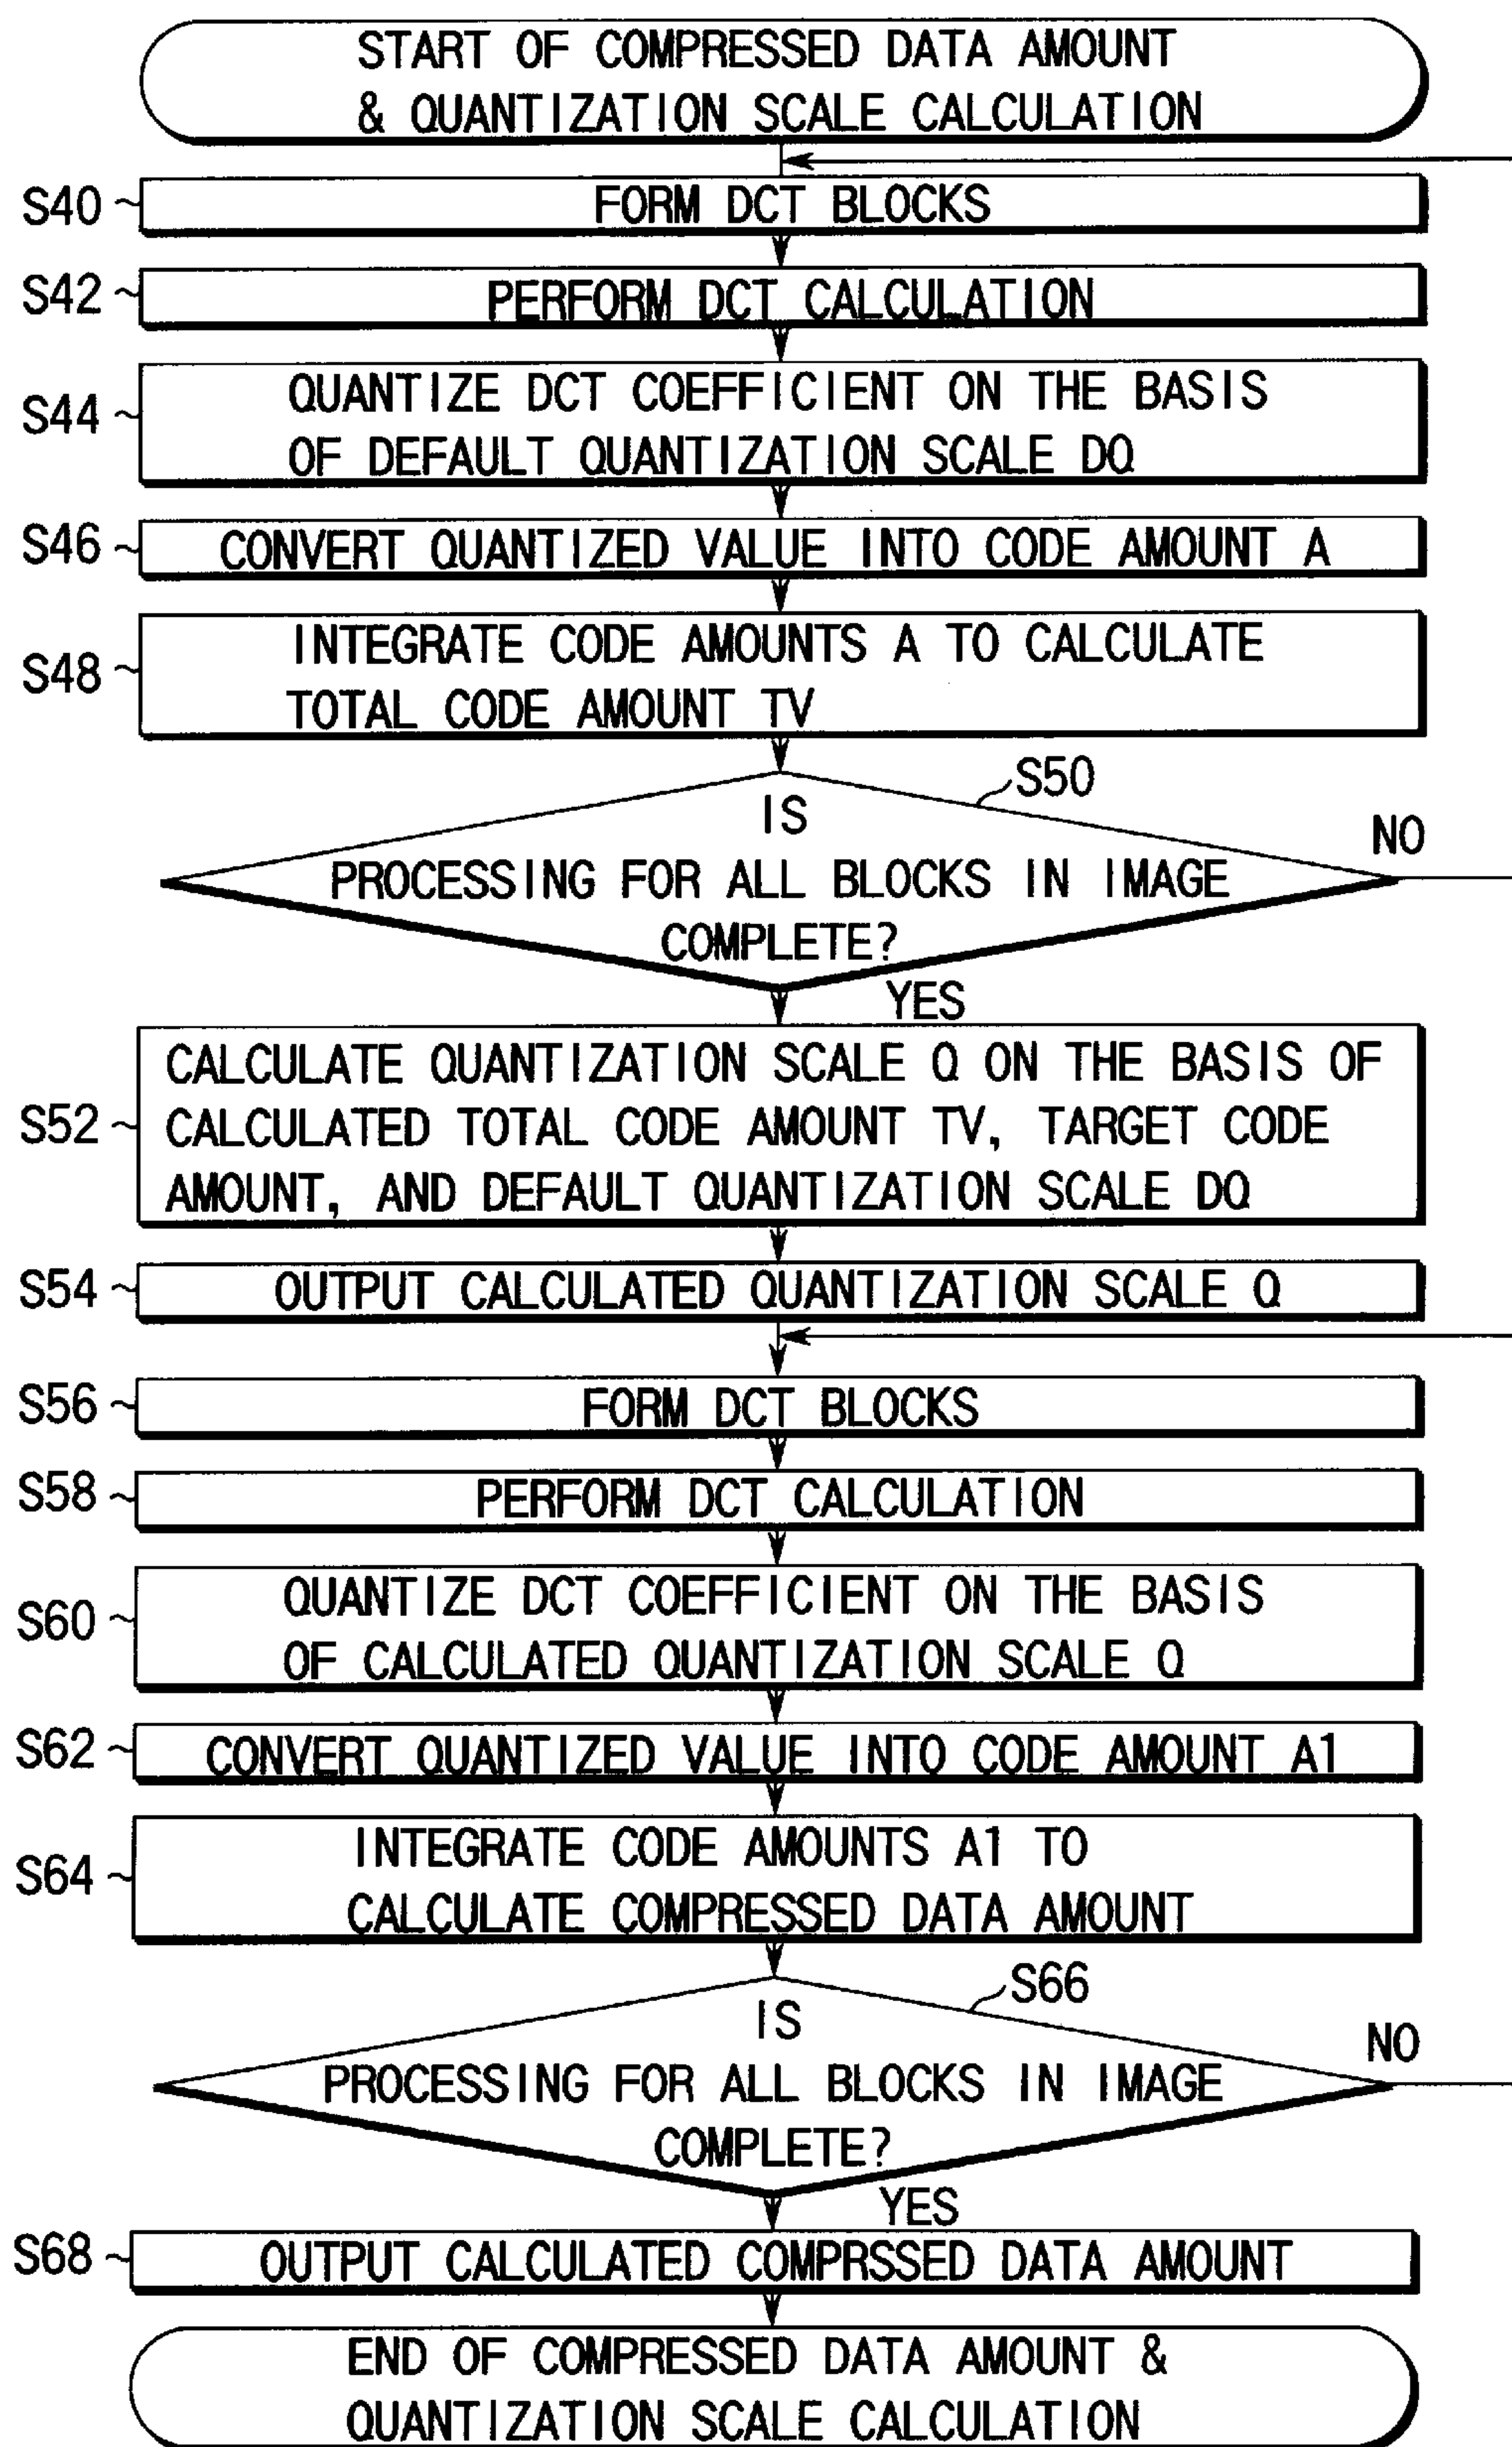 START OF COMPRESSED DATA AMOUNT
& QUANTIZATION SCALE CALCULATION
S40
FORM DCT BLOCKS
S42
PERFORM DCT CALCULATION
S44
QUANTIZE DCT COEFFICIENT ON THE BASIS
OF DEFAULT QUANTIZATION SCALE DQ
S46
CONVERT QUANTIZED VALUE INTO CODE AMOUNT A
S48
INTEGRATE CODE AMOUNTS A TO CALCULATE
TOTAL CODE AMOUNT TV
S50
IS
PROCESSING FOR ALL BLOCKS IN IMAGE
COMPLETE?
NO
YES
S52
CALCULATE QUANTIZATION SCALE Q ON THE BASIS OF
CALCULATED TOTAL CODE AMOUNT TV, TARGET CODE
AMOUNT, AND DEFAULT QUANTIZATION SCALE DQ
S54
OUTPUT CALCULATED QUANTIZATION SCALE Q
S56
FORM DCT BLOCKS
S58
PERFORM DCT CALCULATION
S60
QUANTIZE DCT COEFFICIENT ON THE BASIS
OF CALCULATED QUANTIZATION SCALE Q
S62
CONVERT QUANTIZED VALUE INTO CODE AMOUNT A1
S64
INTEGRATE CODE AMOUNTS A1 TO
CALCULATE COMPRESSED DATA AMOUNT
S66
IS
PROCESSING FOR ALL BLOCKS IN IMAGE
COMPLETE?
NO
YES
S68
OUTPUT CALCULATED COMPRSSED DATA AMOUNT
END OF COMPRESSED DATA AMOUNT &
QUANTIZATION SCALE CALCULATION